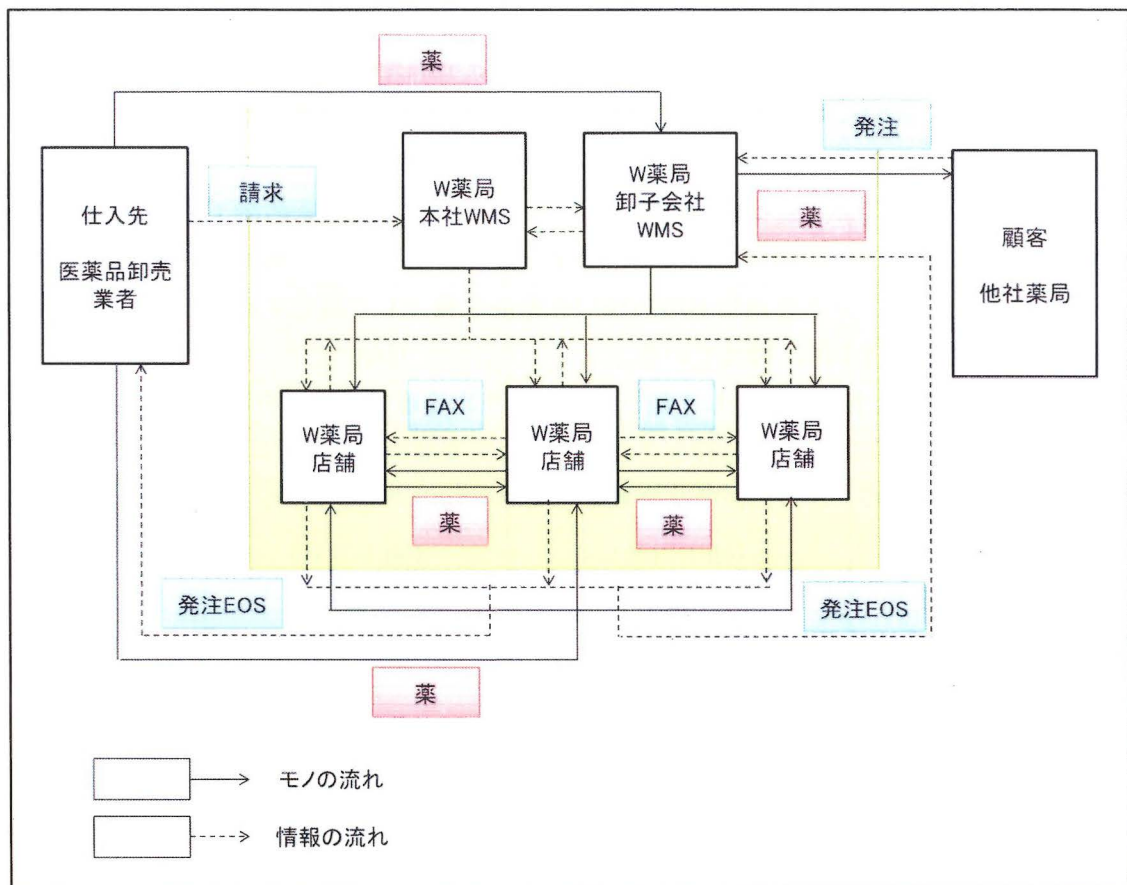 薬
発注
請求
仕入先
医薬品卸売
業者
W薬局
本社WMS
W薬局
卸子会社
WMS
薬
顧客
他社薬局
FAX
FAX
W薬局
店舗
W薬局
店舗
W薬局
店舗
薬
薬
発注EOS
発注EOS
薬
モノの流れ
情報の流れ